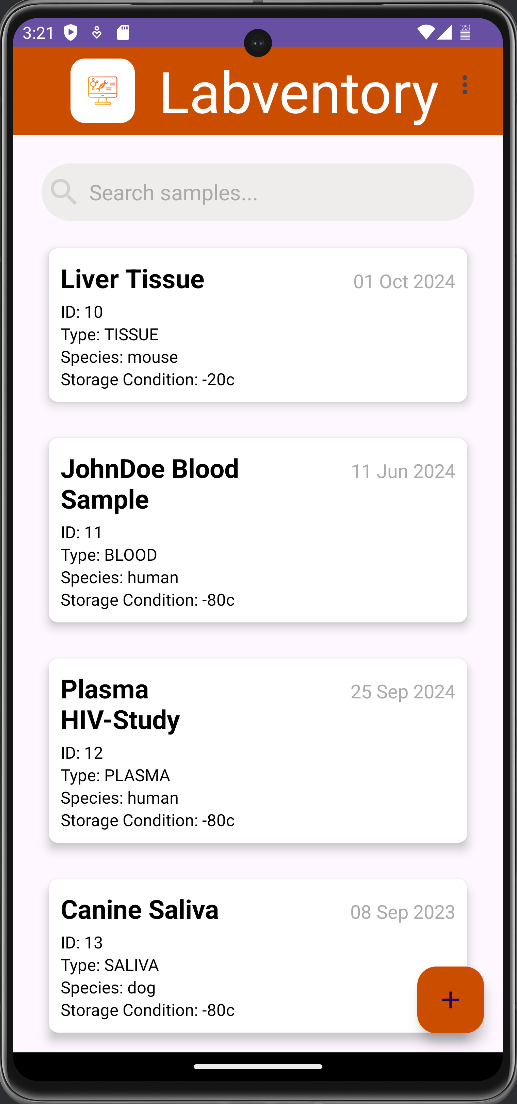 3:21
Labventory
Search samples...
Liver Tissue
01 Oct 2024
ID: 10
Type: TISSUE
Species: mouse
Storage Condition: -20c
JohnDoe Blood
Sample
11 Jun 2024
ID: 11
Type: BLOOD
Species: human
Storage Condition: -80c
Plasma
HIV-Study
25 Sep 2024
ID: 12
Type: PLASMA
Species: human
Storage Condition: -80c
Canine Saliva
08 Sep 2023
ID: 13
Type: SALIVA
Species: dog
Storage Condition: -80c
+